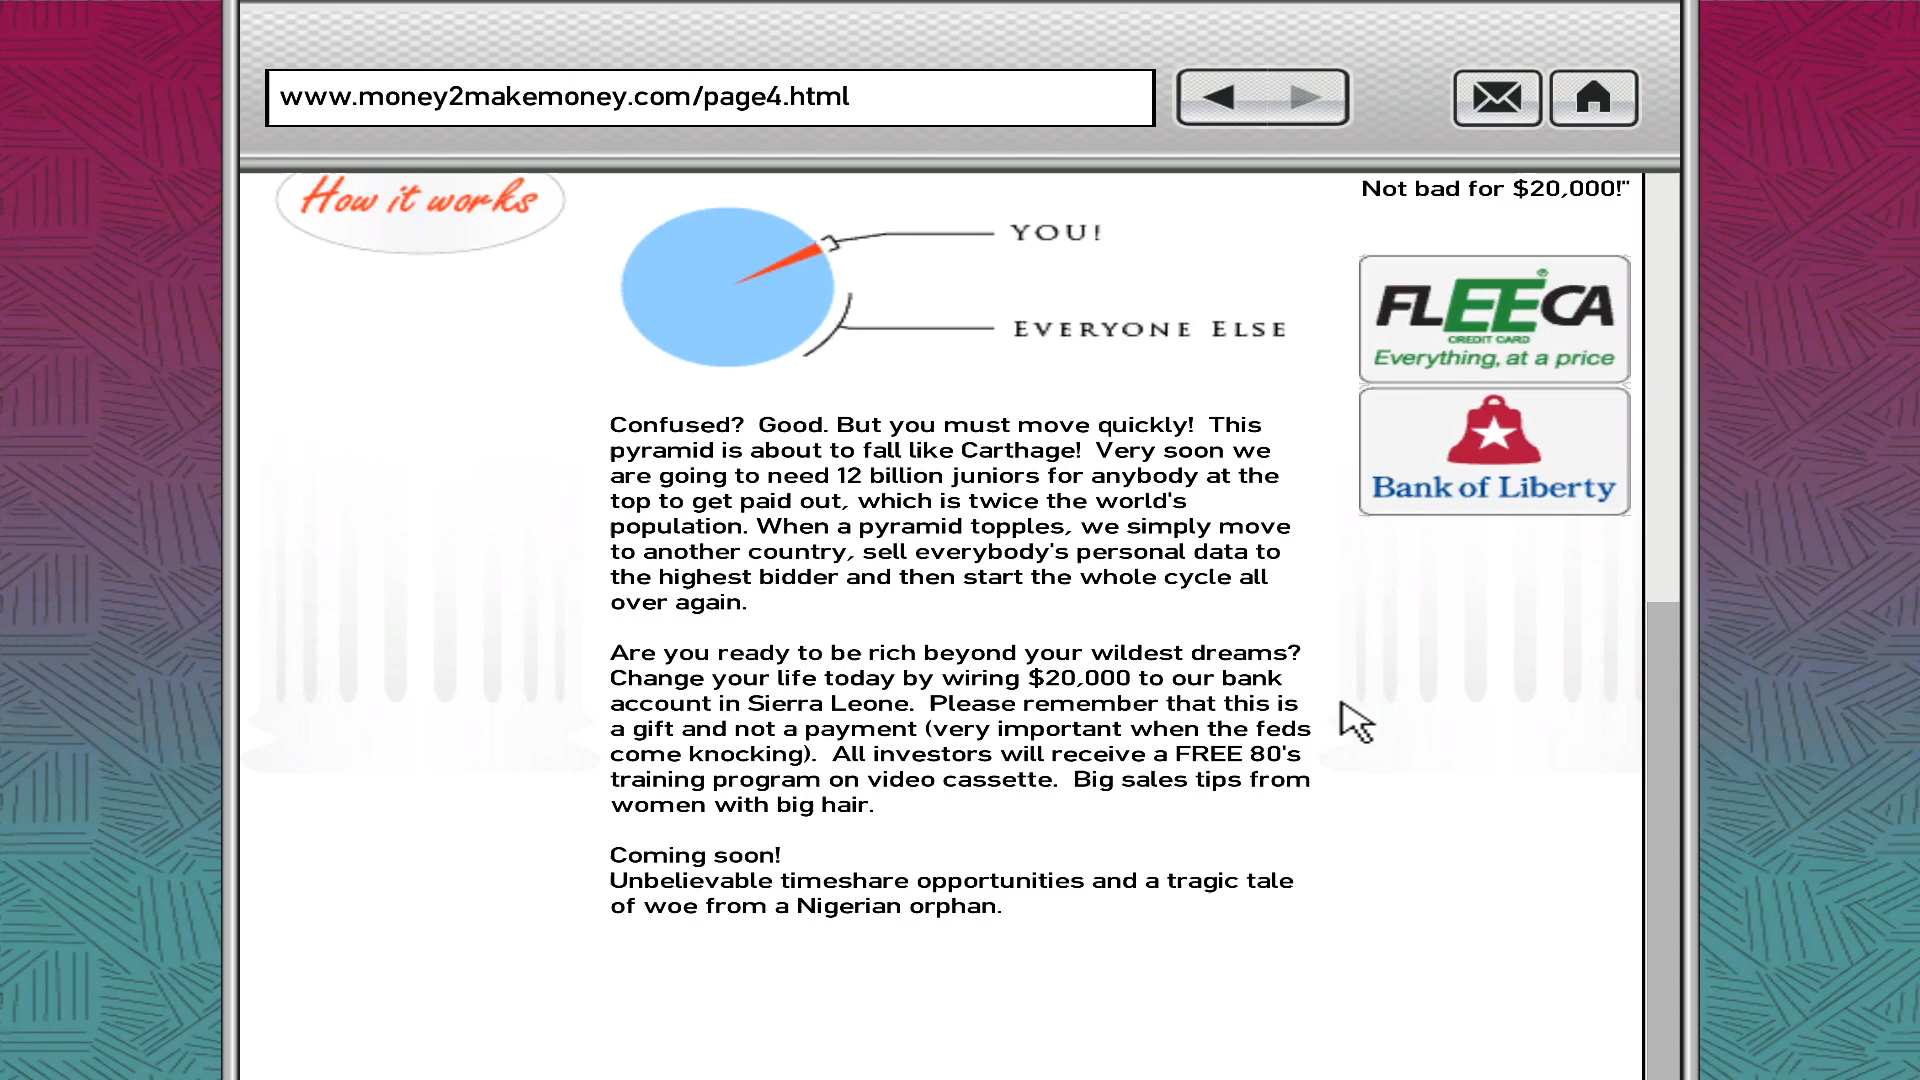 www.money2makemoney.com/page4.html
How it works
YOU!
EVERYONE ELSE
Not bad for $20,000!"
FLEECA®
CREDIT CARD
Everything, at a price
Bank of Liberty
Confused?  Good. But you must move quickly!  This
pyramid is about to fall like Carthage!  Very soon we
are going to need 12 billion juniors for anybody at the
top to get paid out, which is twice the world's
population. When a pyramid topples, we simply move
to another country, sell everybody's personal data to
the highest bidder and then start the whole cycle all
over again.
Are you ready to be rich beyond your wildest dreams?
Change your life today by wiring $20,000 to our bank
account in Sierra Leone.  Please remember that this is
a gift and not a payment (very important when the feds
come knocking).  All investors will receive a FREE 80's
training program on video cassette.  Big sales tips from
women with big hair.
Coming soon!
Unbelievable timeshare opportunities and a tragic tale
of woe from a Nigerian orphan.